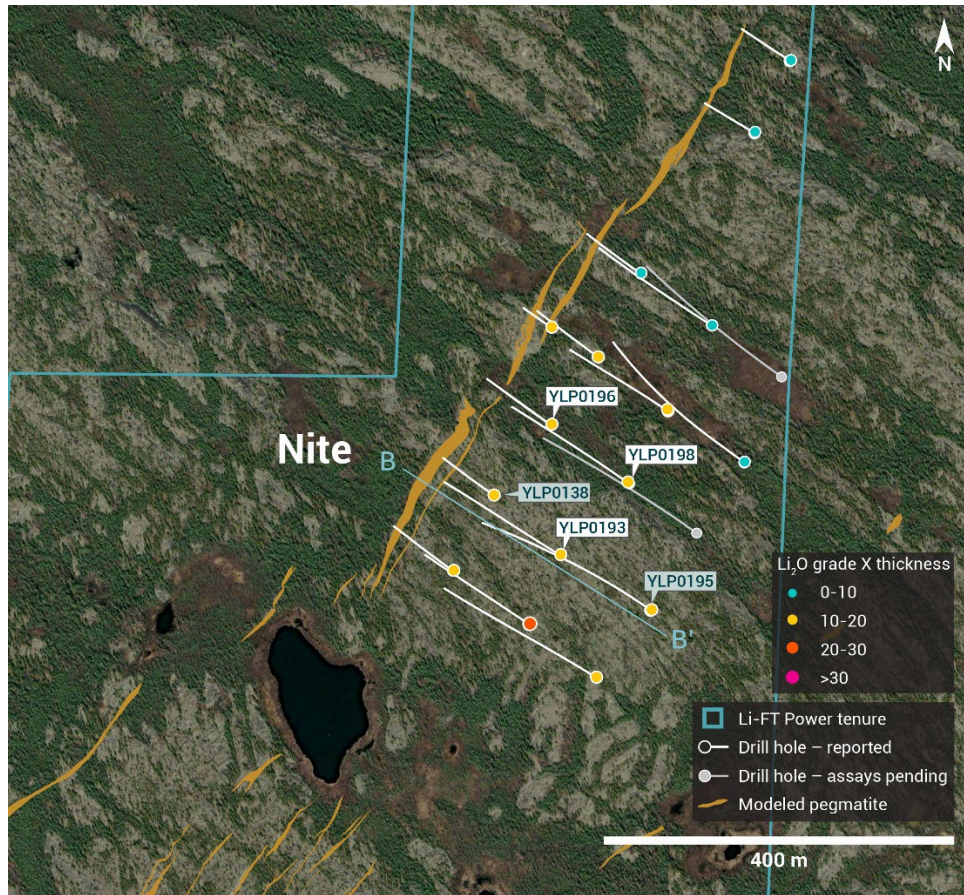 N
YLP0196
Nite
B
YLP0198
YLP0138
YLP0193
YLP0195
B'
Li₂O grade X thickness
0-10
10-20
20-30
>30
Li-FT Power tenure
Drill hole – reported
Drill hole – assays pending
Modeled pegmatite
400 m